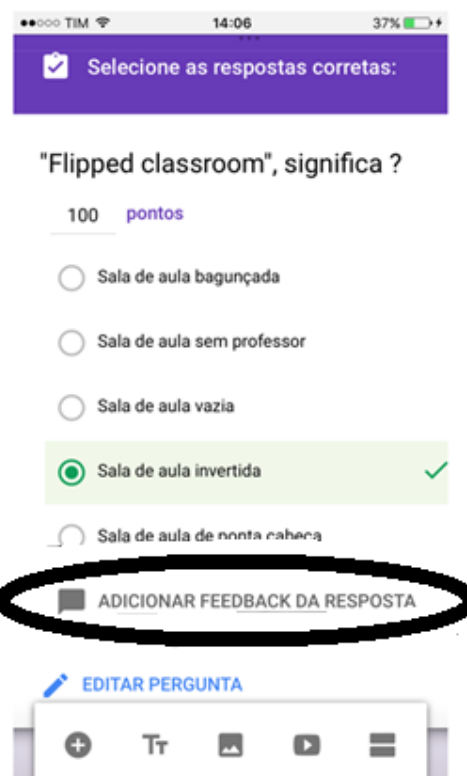 TIM 14:06 37%
Selecione as respostas corretas:
"Flipped classroom", significa ?
100 pontos
Sala de aula bagunçada
Sala de aula sem professor
Sala de aula vazia
Sala de aula invertida
Sala de aula de ponta cabeça
ADICIONAR FEEDBACK DA RESPOSTA
EDITAR PERGUNTA
Tт